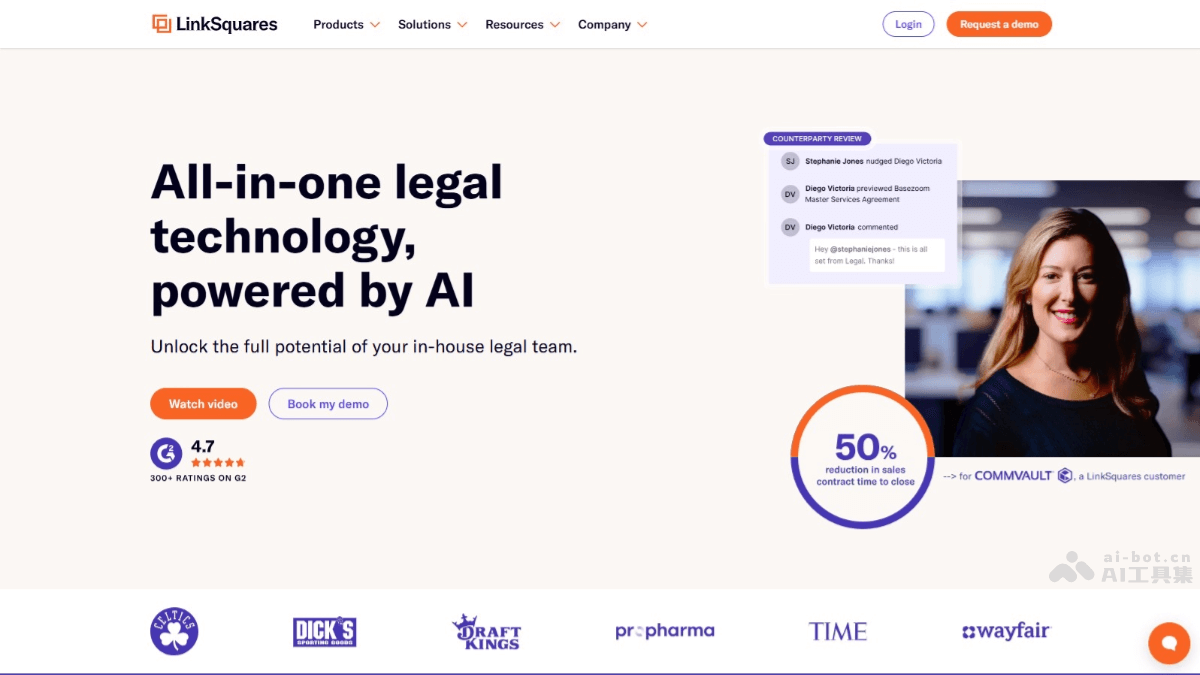 LinkSquares
Products
Solutions
Resources
Company
Login
Request a demo
All-in-one legal
technology,
powered by AI
Unlock the full potential of your in-house legal team.
Watch video
Book my demo
4.7
300+ RATINGS ON G2
COUNTERPARTY REVIEW
SJ
Stephanie Jones nudged Diego Victoria
DV
Diego Victoria previewed Basezoom
Master Services Agreement
DV
Diego Victoria commented
Hey @stephaniejones - this is all
set from Legal. Thanks!
50%
reduction in sales
contract time to close
--> for COMMVAULT, a LinkSquares customer
ai-bot.cn
AI工具集
CELTICS
DICK'S
SPORTING GOODS
DRAFT
KINGS
propharma
TIME
wayfair